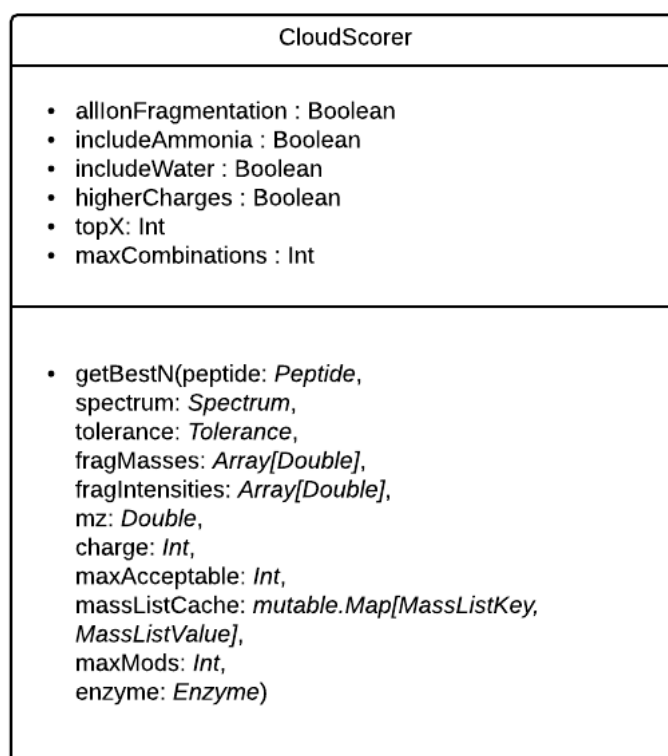 CloudScorer
• allIonFragmentation : Boolean
• includeAmmonia : Boolean
• includeWater : Boolean
• higherCharges : Boolean
• topX: Int
• maxCombinations : Int
• getBestN(peptide: Peptide,
spectrum: Spectrum,
tolerance: Tolerance,
fragMasses: Array[Double],
fragIntensities: Array[Double],
mz: Double,
charge: Int,
maxAcceptable: Int,
massListCache: mutable.Map[MassListKey,
MassListValue],
maxMods: Int,
enzyme: Enzyme)